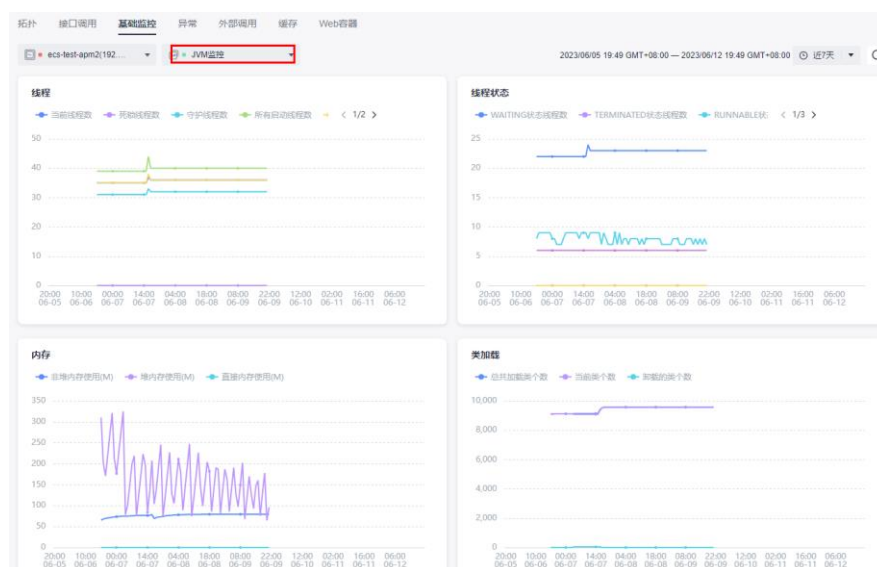 拓扑 接口调用 基础监控 异常 外部调用 缓存 Web容器
ecs-test-apm2(192.... JVM监控 2023/06/05 19:49 GMT+08:00 — 2023/06/12 19:49 GMT+08:00 近7天
线程
当前线程数 死锁线程数 守护线程数 所有启动线程数 1/2
50
40
30
20
10
0
20:00 10:00 00:00 14:00 04:00 18:00 08:00 22:00 12:00 02:00 16:00 06:00
06-05 06-06 06-07 06-07 06-08 06-08 06-09 06-09 06-10 06-11 06-11 06-12
线程状态
WAITING状态线程数 TERMINATED状态线程数 RUNNABLE状 1/3
25
20
15
10
5
0
20:00 10:00 00:00 14:00 04:00 18:00 08:00 22:00 12:00 02:00 16:00 06:00
06-05 06-06 06-07 06-07 06-08 06-08 06-09 06-09 06-10 06-11 06-11 06-12
内存
非堆内存使用(M) 堆内存使用(M) 直接内存使用(M)
350
300
250
200
150
100
50
0
20:00 10:00 00:00 14:00 04:00 18:00 08:00 22:00 12:00 02:00 16:00 06:00
06-05 06-06 06-07 06-07 06-08 06-08 06-09 06-09 06-10 06-11 06-11 06-12
类加载
总共加载类个数 当前类个数 卸载的类个数
10,000
8,000
6,000
4,000
2,000
0
20:00 10:00 00:00 14:00 04:00 18:00 08:00 22:00 12:00 02:00 16:00 06:00
06-05 06-06 06-07 06-07 06-08 06-08 06-09 06-09 06-10 06-11 06-11 06-12